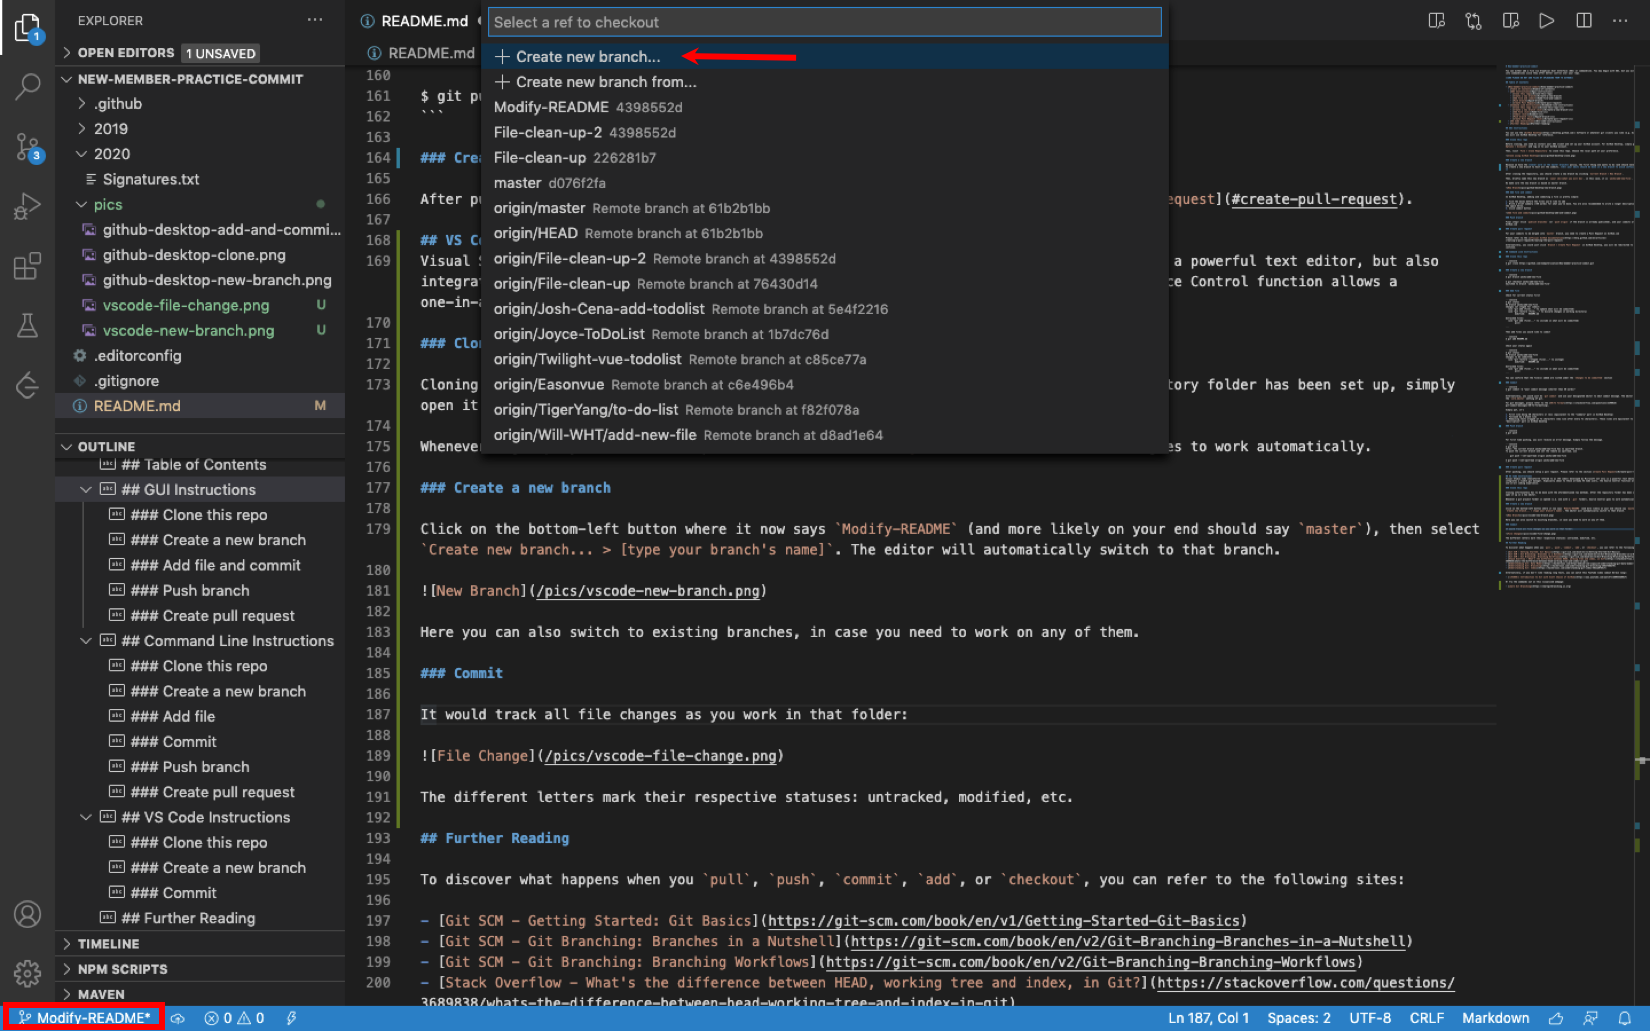 EXPLORER
OPEN EDITORS 1 UNSAVED
NEW-MEMBER-PRACTICE-COMMIT
.github
2019
2020
Signatures.txt
pics
github-desktop-add-and-commi...
github-desktop-clone.png
github-desktop-new-branch.png
vscode-file-change.png U
vscode-new-branch.png U
.editorconfig
.gitignore
README.md M
OUTLINE
## Table of Contents
## GUI Instructions
### Clone this repo
### Create a new branch
### Add file and commit
### Push branch
### Create pull request
## Command Line Instructions
### Clone this repo
### Create a new branch
### Add file
### Commit
### Push branch
### Create pull request
## VS Code Instructions
### Clone this repo
### Create a new branch
### Commit
## Further Reading
TIMELINE
NPM SCRIPTS
MAVEN
1
3
README.md
README.md
Select a ref to checkout
Create new branch...
Create new branch from...
Modify-README 4398552d
File-clean-up-2 4398552d
File-clean-up 226281b7
master d076f2fa
origin/master Remote branch at 61b2b1bb
origin/HEAD Remote branch at 61b2b1bb
origin/File-clean-up-2 Remote branch at 4398552d
origin/File-clean-up Remote branch at 76430d14
origin/Josh-Cena-add-todolist Remote branch at 5e4f2216
origin/Joyce-ToDoList Remote branch at 1b7dc76d
origin/Twilight-vue-todolist Remote branch at c85ce77a
origin/Easonvue Remote branch at c6e496b4
origin/TigerYang/to-do-list Remote branch at f82f078a
origin/Will-WHT/add-new-file Remote branch at d8ad1e64
160
161 $ git pu
162 ```
163
164 ### Crea
165
166 After pu equest](#create-pull-request).
167
168 ## VS Co
169 Visual S a powerful text editor, but also
integrat ce Control function allows a
one-in-a
170
171 ### Clon
172
173 Cloning tory folder has been set up, simply
open it
174
175 Whenever es to work automatically.
176
177 ### Create a new branch
178
179 Click on the bottom-left button where it now says `Modify-README` (and more likely on your end should say `master`), then select
`Create new branch... > [type your branch's name]`. The editor will automatically switch to that branch.
180
181 ![New Branch](/pics/vscode-new-branch.png)
182
183 Here you can also switch to existing branches, in case you need to work on any of them.
184
185 ### Commit
186
187 It would track all file changes as you work in that folder:
188
189 ![File Change](/pics/vscode-file-change.png)
190
191 The different letters mark their respective statuses: untracked, modified, etc.
192
193 ## Further Reading
194
195 To discover what happens when you `pull`, `push`, `commit`, `add`, or `checkout`, you can refer to the following sites:
196
197 - [Git SCM - Getting Started: Git Basics](https://git-scm.com/book/en/v1/Getting-Started-Git-Basics)
198 - [Git SCM - Git Branching: Branches in a Nutshell](https://git-scm.com/book/en/v2/Git-Branching-Branches-in-a-Nutshell)
199 - [Git SCM - Git Branching: Branching Workflows](https://git-scm.com/book/en/v2/Git-Branching-Branching-Workflows)
200 - [Stack Overflow - What's the difference between HEAD, working tree and index, in Git?](https://stackoverflow.com/questions/
3689838/whats-the-difference-between-head-working-tree-and-index-in-git)
Modify-README* 0 0 Ln 187, Col 1 Spaces: 2 UTF-8 CRLF Markdown